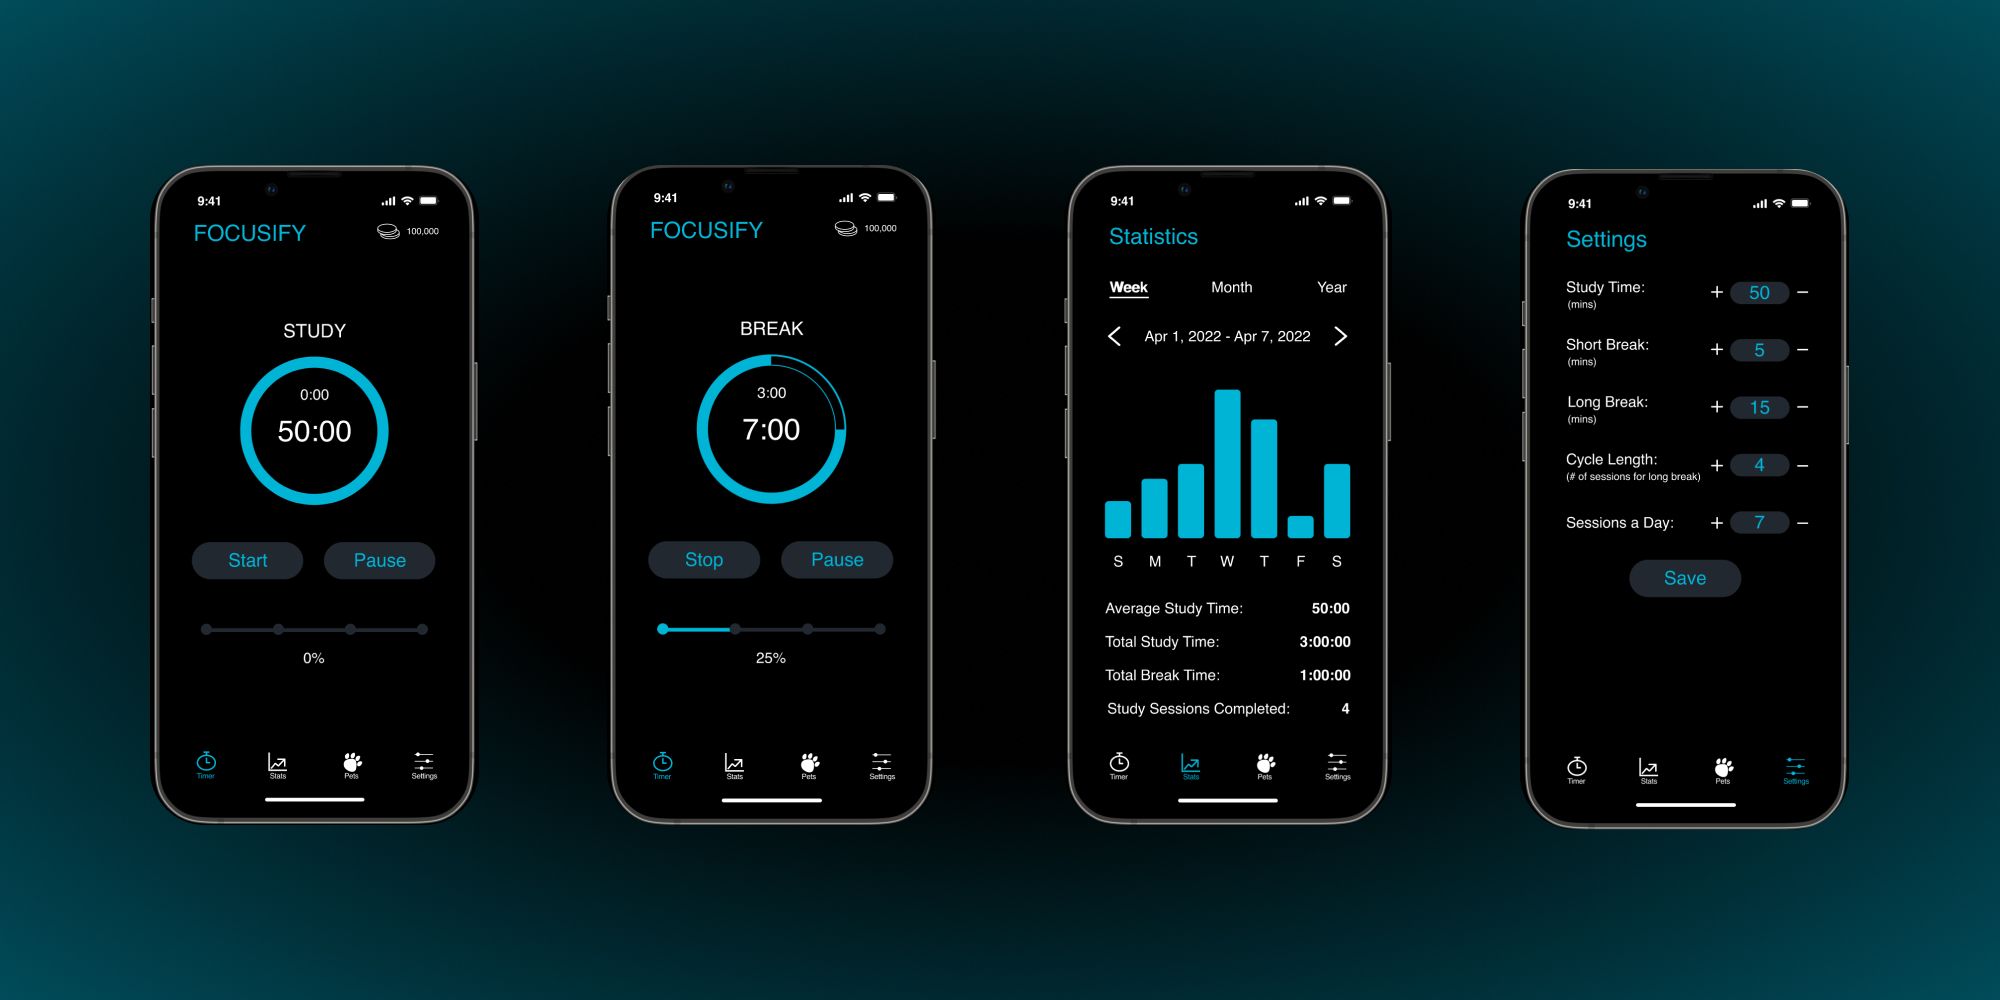 9:41
FOCUSIFY
100,000
STUDY
0:00
50:00
Start
Pause
0%
Timer
Stats
Pets
Settings
9:41
FOCUSIFY
100,000
BREAK
3:00
7:00
Stop
Pause
25%
Timer
Stats
Pets
Settings
9:41
Statistics
Week
Month
Year
Apr 1, 2022 - Apr 7, 2022
S M T W T F S
Average Study Time: 50:00
Total Study Time: 3:00:00
Total Break Time: 1:00:00
Study Sessions Completed: 4
Timer
Stats
Pets
Settings
9:41
Settings
Study Time: + 50 −
(mins)
Short Break: + 5 −
(mins)
Long Break: + 15 −
(mins)
Cycle Length: + 4 −
(# of sessions for long break)
Sessions a Day: + 7 −
Save
Timer
Stats
Pets
Settings